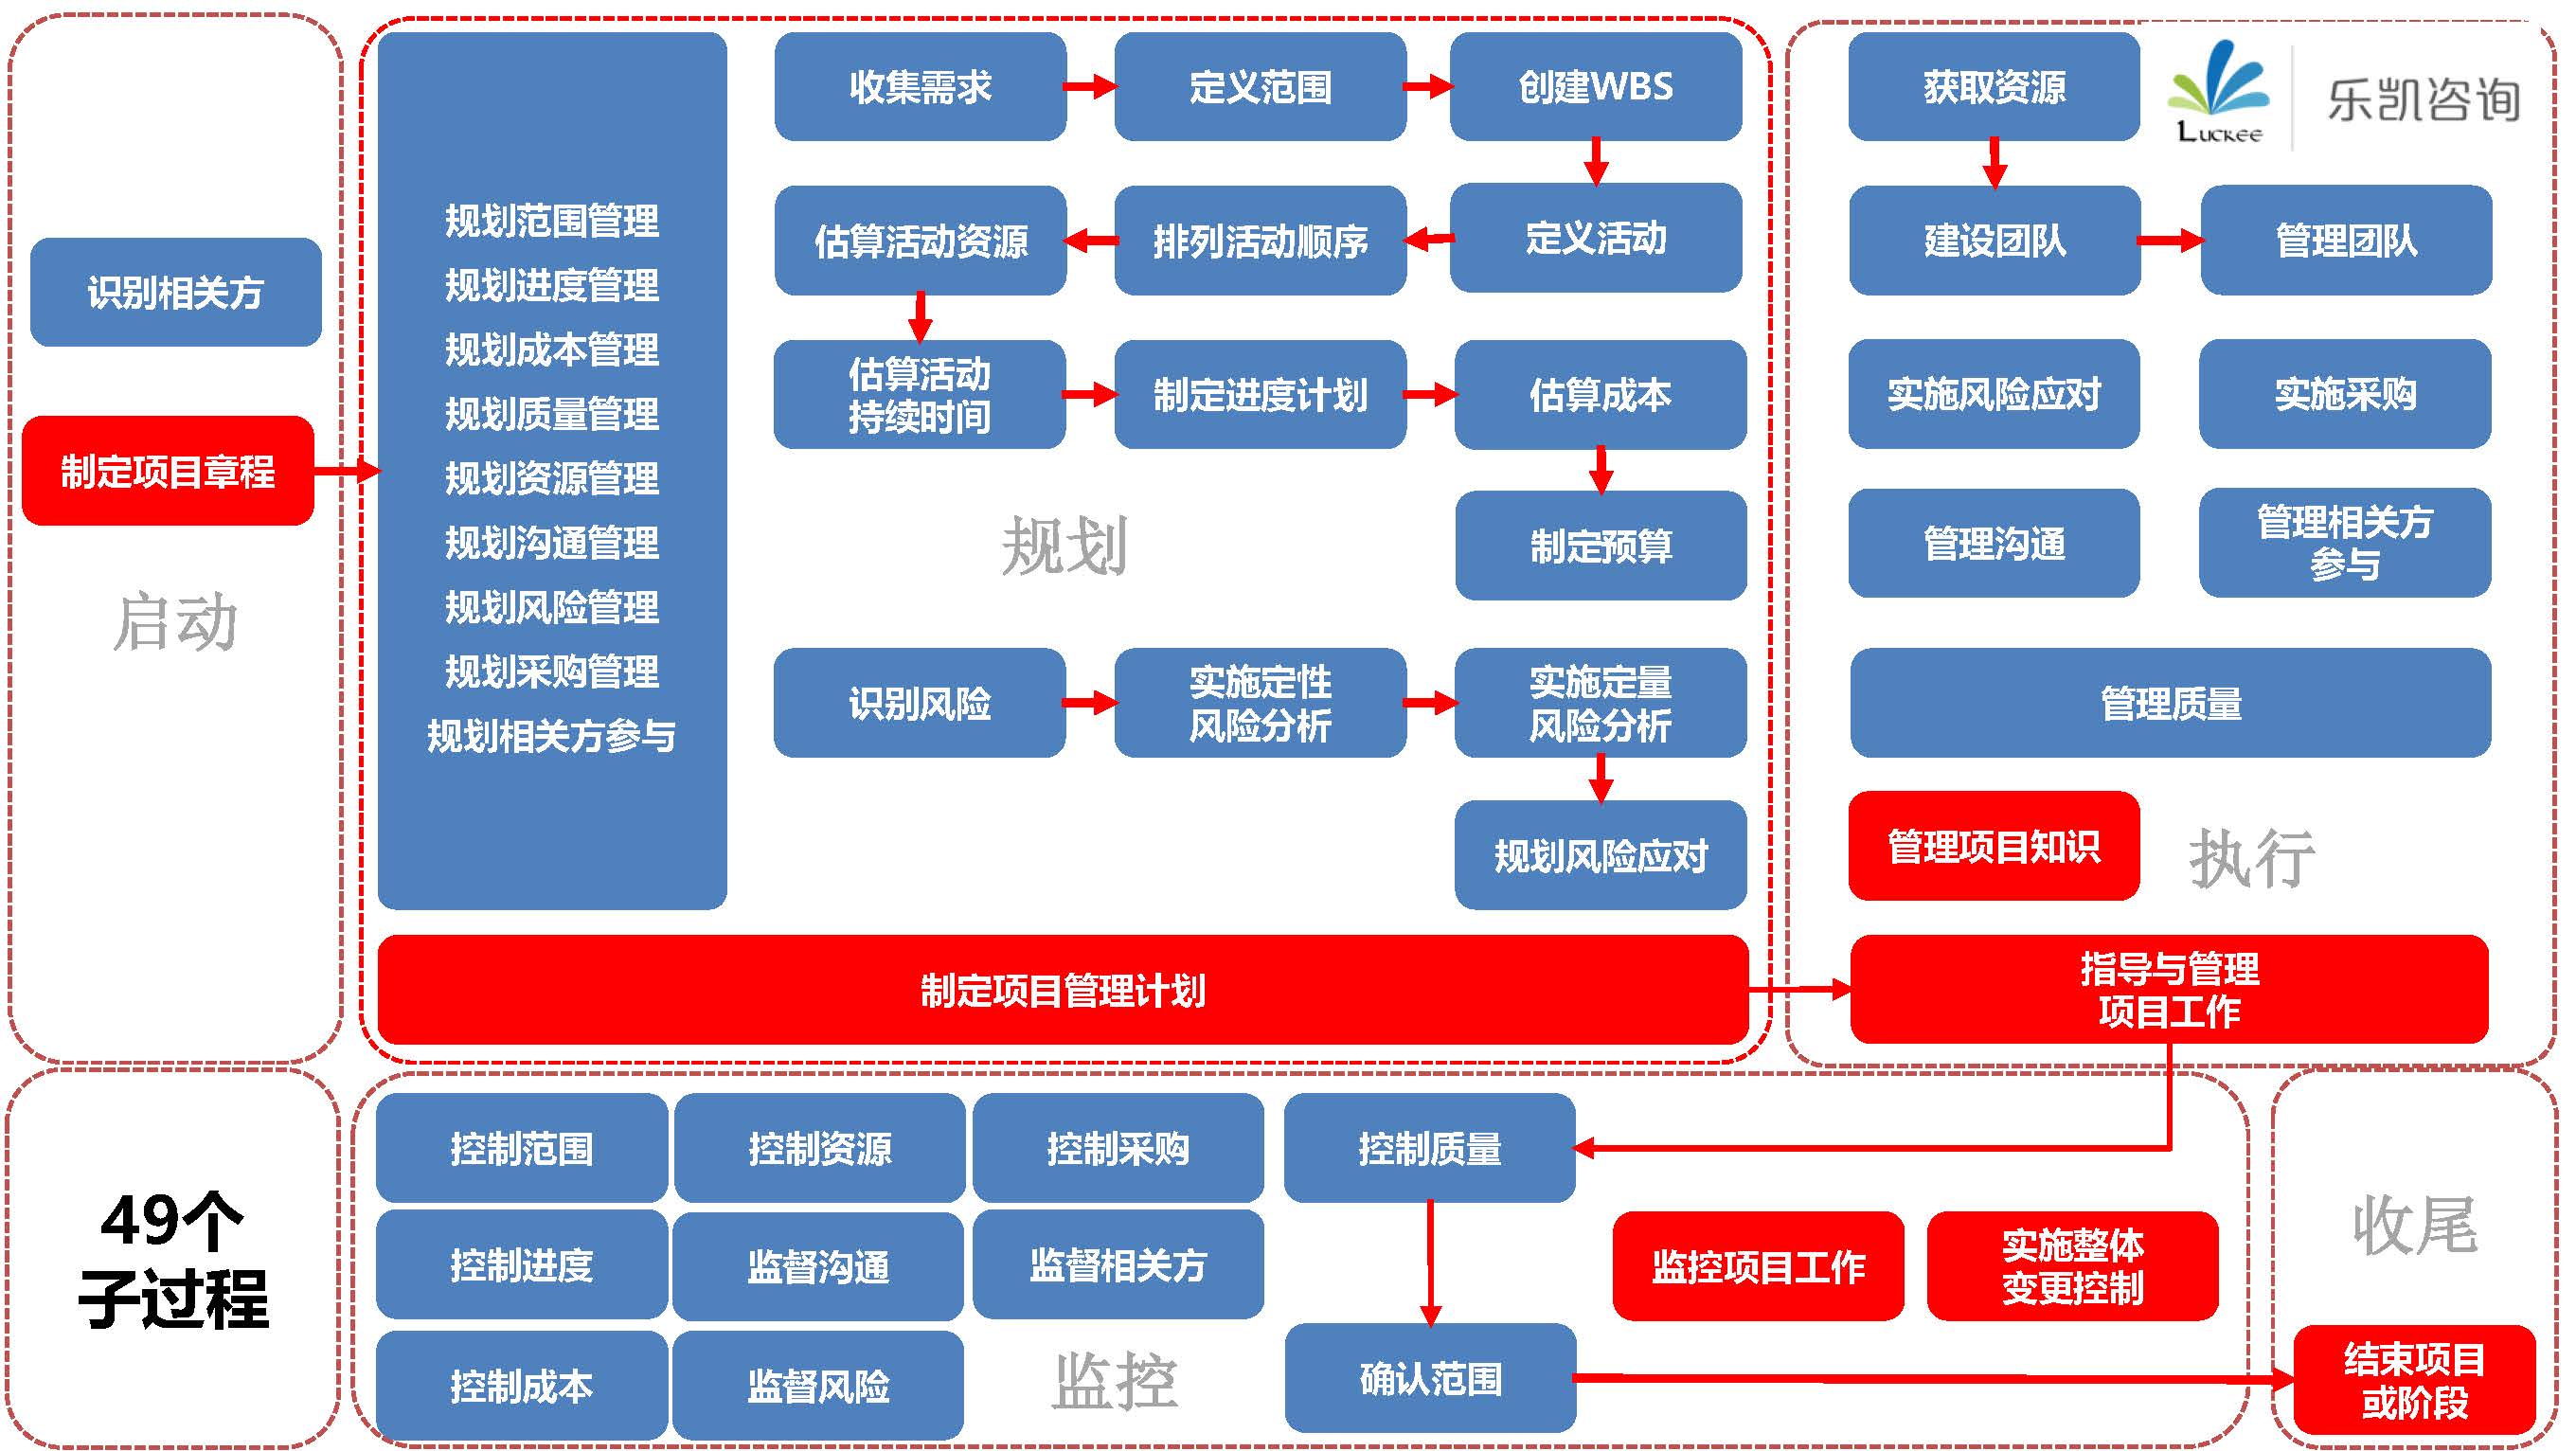 识别相关方
制定项目章程
启动
规划范围管理
规划进度管理
规划成本管理
规划质量管理
规划资源管理
规划沟通管理
规划风险管理
规划采购管理
规划相关方参与
收集需求
定义范围
创建WBS
估算活动资源
排列活动顺序
定义活动
估算活动
持续时间
制定进度计划
估算成本
规划
制定预算
识别风险
实施定性
风险分析
实施定量
风险分析
规划风险应对
制定项目管理计划
获取资源
LUCKEE
乐凯咨询
建设团队
管理团队
实施风险应对
实施采购
管理沟通
管理相关方
参与
管理质量
管理项目知识
执行
指导与管理
项目工作
49个
子过程
控制范围
控制资源
控制采购
控制质量
控制进度
监督沟通
监督相关方
监控项目工作
实施整体
变更控制
控制成本
监督风险
监控
确认范围
收尾
结束项目
或阶段